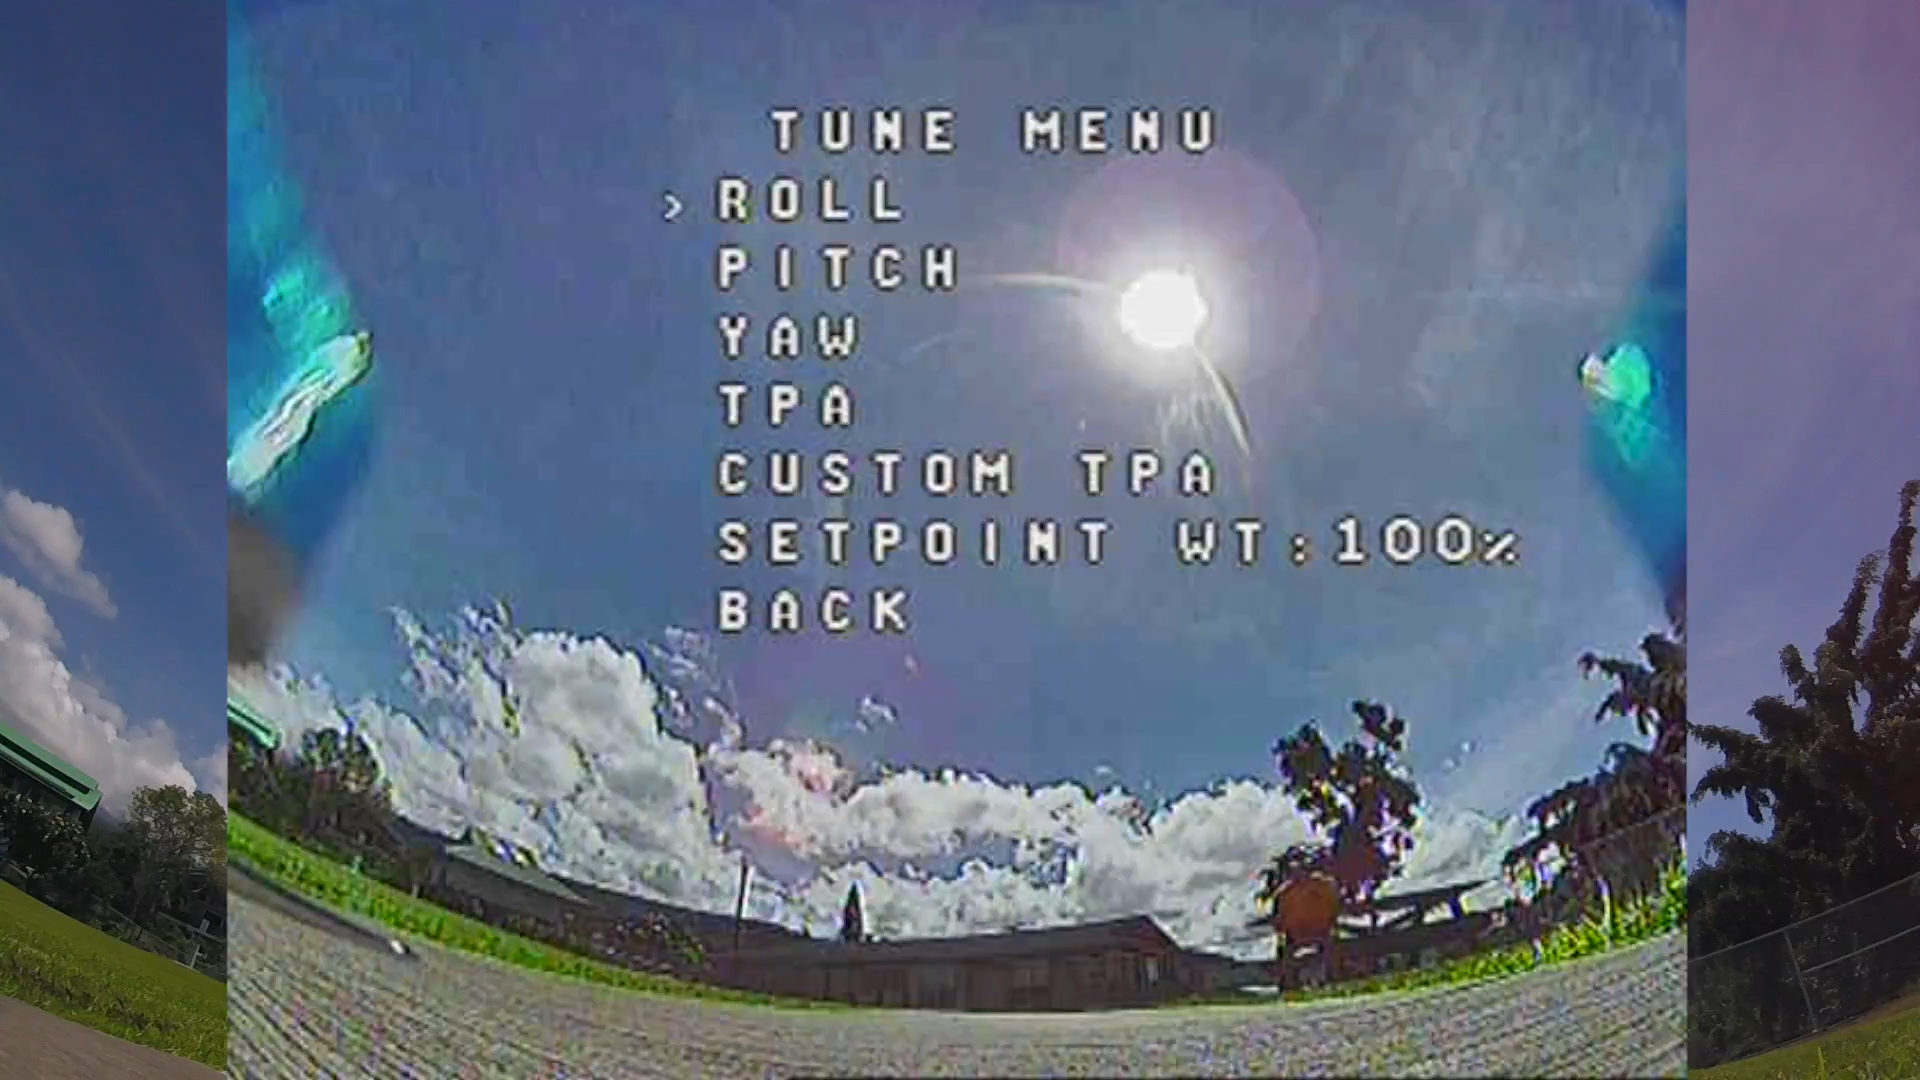 TUNE MENU
> ROLL
PITCH
YAW
TPA
CUSTOM TPA
SETPOINT WT:100%
BACK